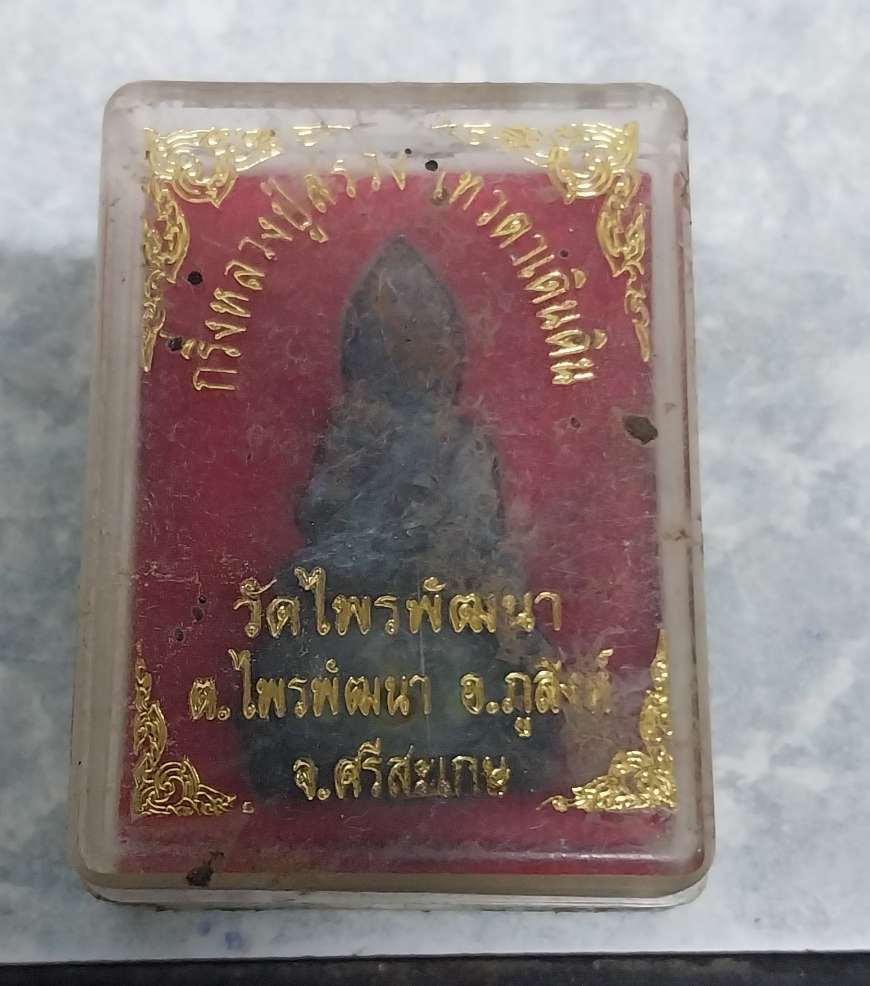 กริ่งหลวงปู่สรวง เทวดาเดินดิน
วัดไพรพัฒนา
ต.ไพรพัฒนา อ.ภูสิงห์
จ.ศรีสะเกษ